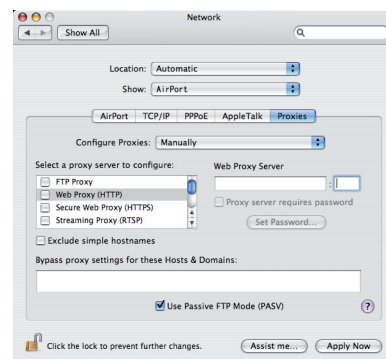 Network
Show All
Location: Automatic
Show: AirPort
AirPort TCP/IP PPPoE AppleTalk Proxies
Configure Proxies: Manually
Select a proxy server to configure: Web Proxy Server
FTP Proxy
Web Proxy (HTTP) :
Secure Web Proxy (HTTPS) Proxy server requires password
Streaming Proxy (RTSP) Set Password...
Exclude simple hostnames
Bypass proxy settings for these Hosts & Domains:
Use Passive FTP Mode (PASV) ?
Click the lock to prevent further changes. Assist me... Apply Now